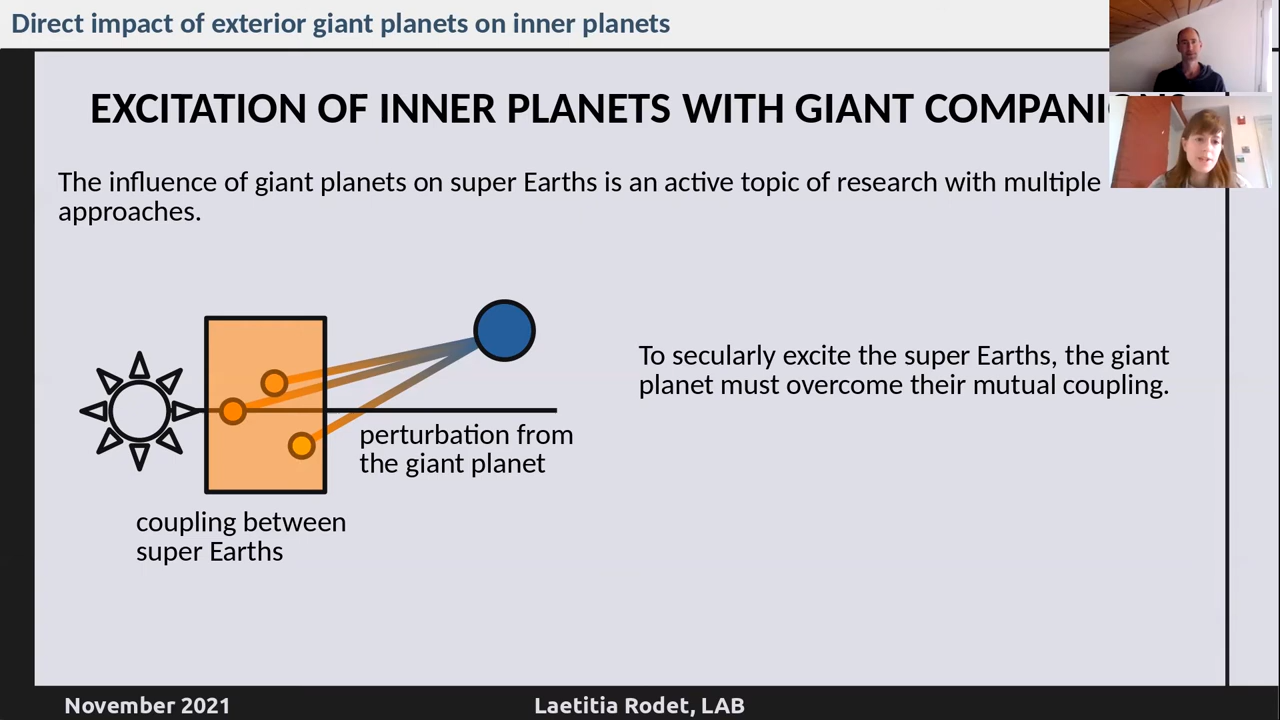 Direct impact of exterior giant planets on inner planets
EXCITATION OF INNER PLANETS WITH GIANT
The influence of giant planets on super Earths is an active topic of research with multiple
approaches.
To secularly excite the super Earths, the giant
planet must overcome their mutual coupling.
perturbation from
the giant planet
coupling between
super Earths
November 2021
Laetitia Rodet, LAB